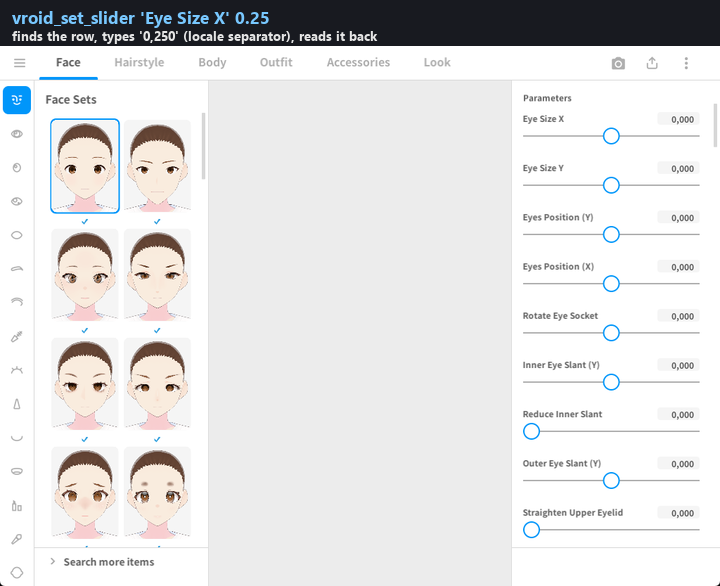 vroid_set_slider 'Eye Size X' 0.25
finds the row, types '0,250' (locale separator), reads it back
Face
Hairstyle
Body
Outfit
Accessories
Look
Face Sets
Search more items
Parameters
Eye Size X 0,000
Eye Size Y 0,000
Eyes Position (Y) 0,000
Eyes Position (X) 0,000
Rotate Eye Socket 0,000
Inner Eye Slant (Y) 0,000
Reduce Inner Slant 0,000
Outer Eye Slant (Y) 0,000
Straighten Upper Eyelid 0,000